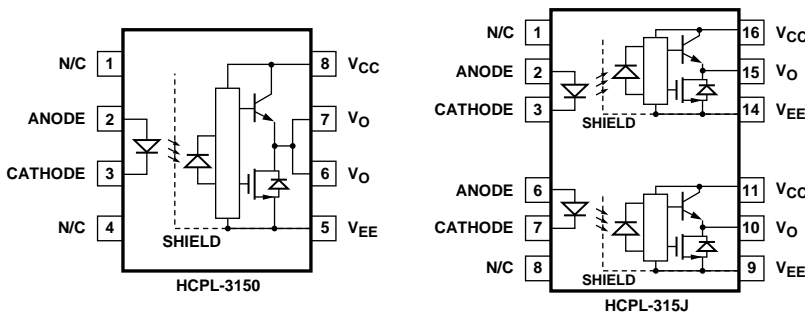 N/C 1
8 VCC
ANODE 2
7 VO
CATHODE 3
6 VO
N/C 4
5 VEE
SHIELD
HCPL-3150
N/C 1
16 VCC
ANODE 2
15 VO
CATHODE 3
14 VEE
SHIELD
ANODE 6
11 VCC
CATHODE 7
10 VO
N/C 8
9 VEE
SHIELD
HCPL-315J